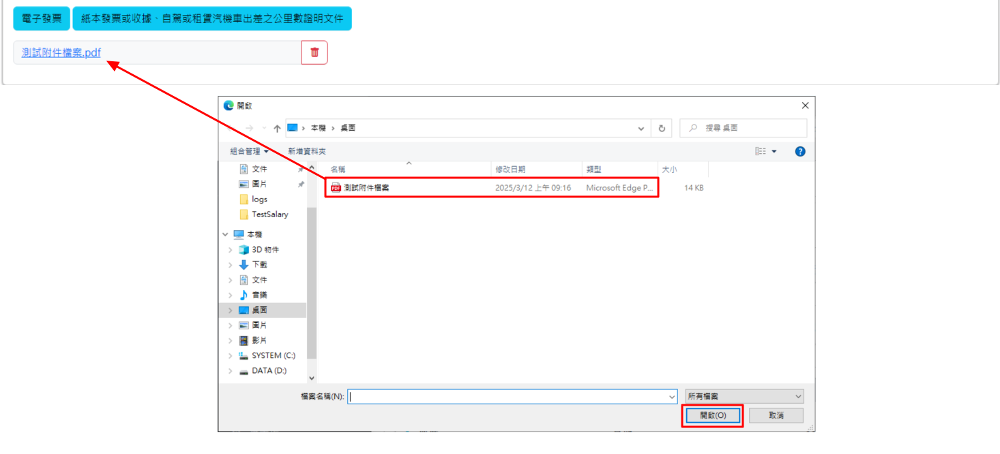 電子發票 紙本發票或收據、自駕或租賃汽機車出差之公里數證明文件
測試附件檔案.pdf
開啟
本機 › 桌面
搜尋 桌面
組合管理 新增資料夾
名稱 修改日期 類型 大小
文件
圖片
logs
TestSalary
本機
3D 物件
下載
文件
音樂
桌面
圖片
影片
SYSTEM (C:)
DATA (D:)
PDF 測試附件檔案 2025/3/12 上午 09:16 Microsoft Edge P... 14 KB
檔案名稱(N): 所有檔案
開啟(O) 取消